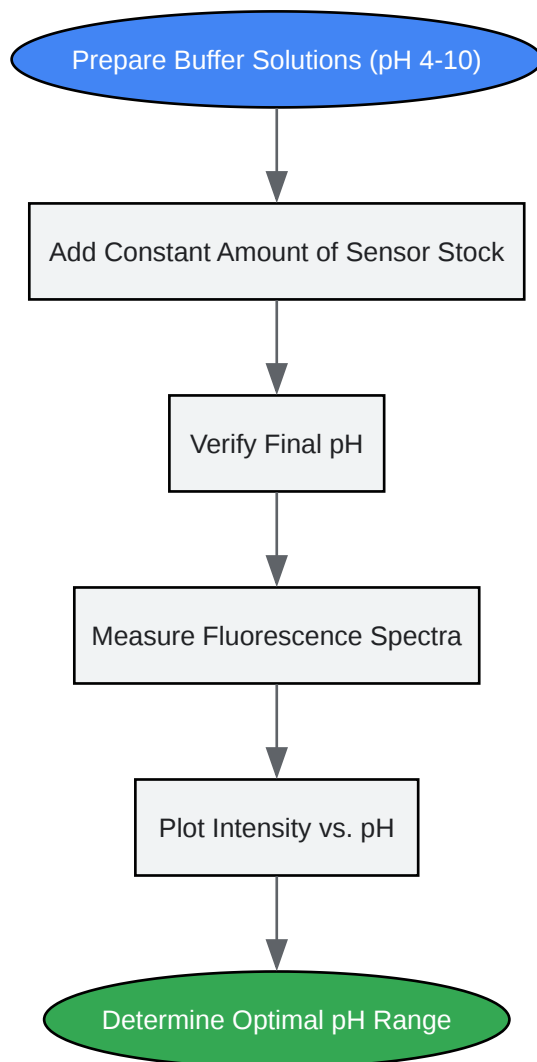 Prepare Buffer Solutions (pH 4-10)
Add Constant Amount of Sensor Stock
Verify Final pH
Measure Fluorescence Spectra
Plot Intensity vs. pH
Determine Optimal pH Range